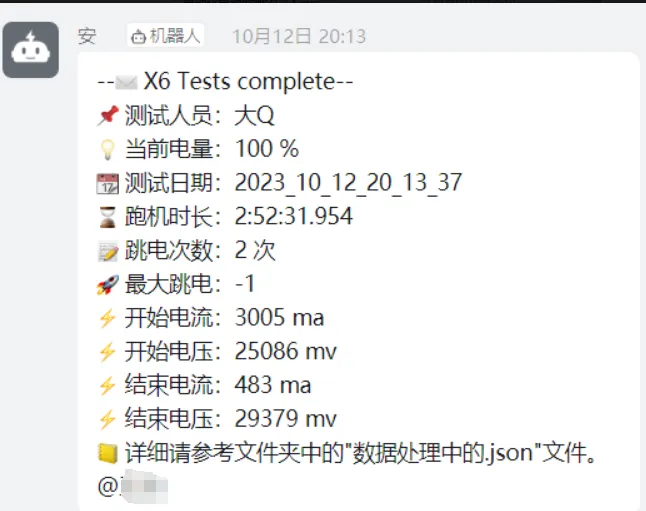 安 机器人 10月12日 20:13
--✉️ X6 Tests complete--
📌 测试人员：大Q
💡 当前电量：100 %
📅 测试日期：2023_10_12_20_13_37
⏳ 跑机时长：2:52:31.954
📝 跳电次数：2 次
🚀 最大跳电：-1
⚡ 开始电流：3005 ma
⚡ 开始电压：25086 mv
⚡ 结束电流：483 ma
⚡ 结束电压：29379 mv
📒 详细请参考文件夹中的"数据处理中的.json"文件。
@